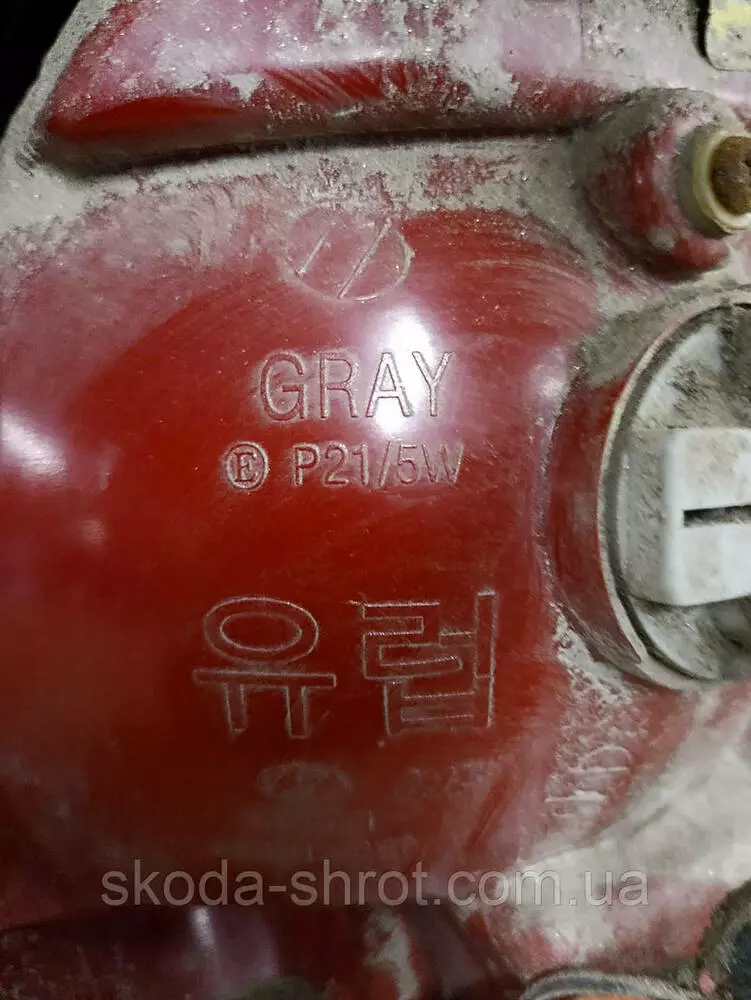 GRAY
Ⓔ P21/5W
유럽
skoda-shrot.com.ua